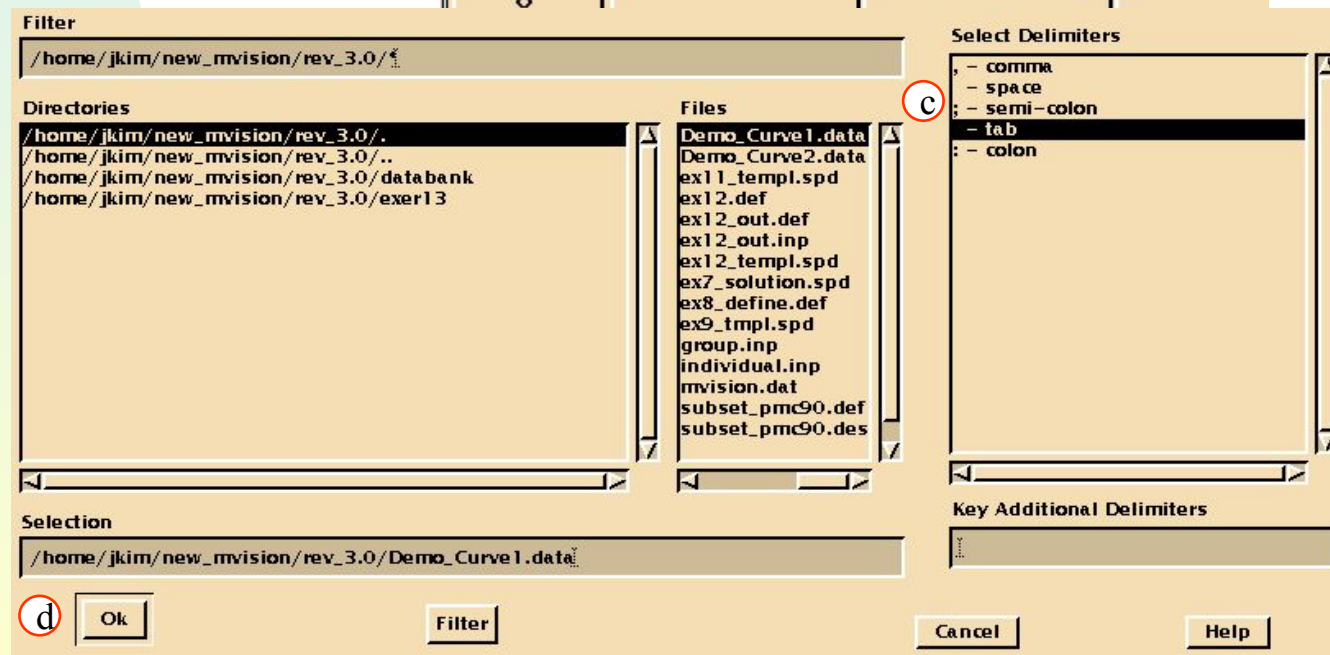 Filter
/home/jkim/new_mvision/rev_3.0/*
Directories
/home/jkim/new_mvision/rev_3.0/.
/home/jkim/new_mvision/rev_3.0/..
/home/jkim/new_mvision/rev_3.0/databank
/home/jkim/new_mvision/rev_3.0/exer13
Files
Demo_Curve1.data
Demo_Curve2.data
ex11_templ.spd
ex12.def
ex12_out.def
ex12_out.inp
ex12_templ.spd
ex7_solution.spd
ex8_define.def
ex9_tmpl.spd
group.inp
individual.inp
mvision.dat
subset_pmc90.def
subset_pmc90.des
Select Delimiters
, - comma
- space
c
; - semi-colon
- tab
: - colon
Selection
/home/jkim/new_mvision/rev_3.0/Demo_Curve1.data
Key Additional Delimiters
d
Ok
Filter
Cancel
Help